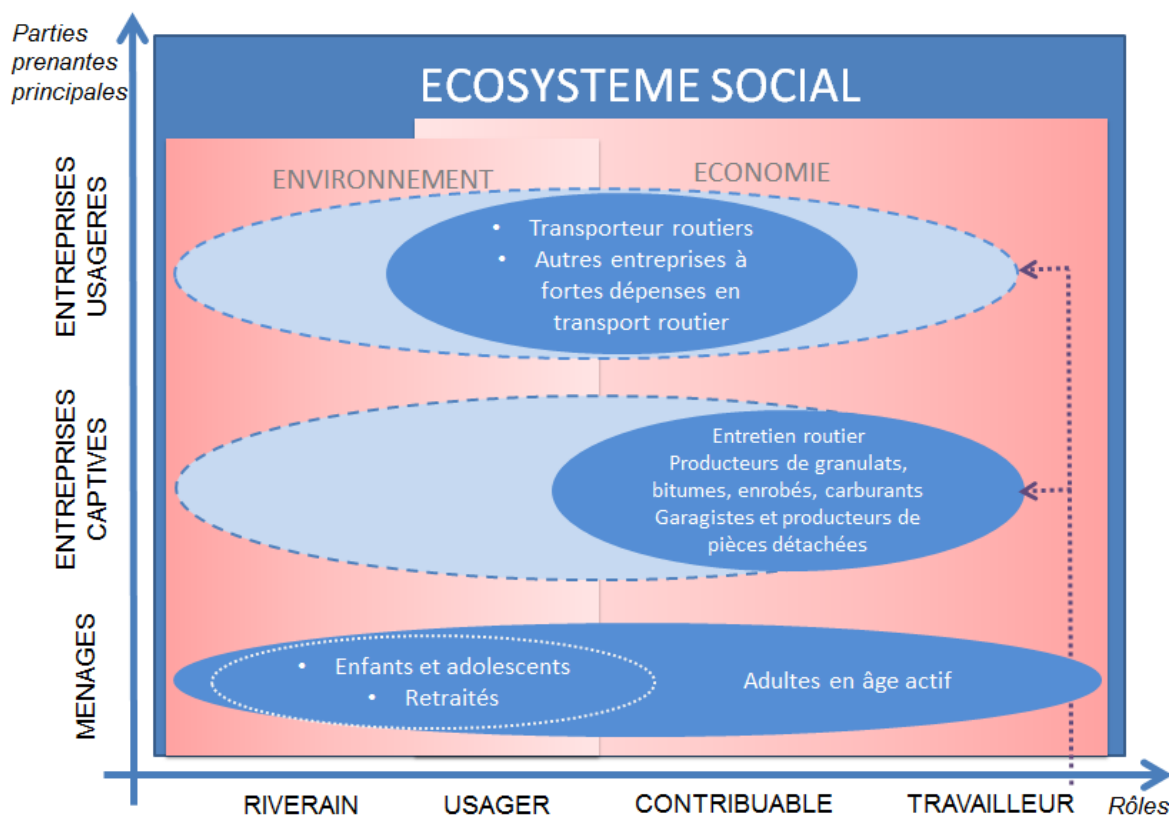 Parties
prenantes
principales
ECOSYSTEME SOCIAL
ENVIRONNEMENT
ECONOMIE
ENTREPRISES
USAGERES
• Transporteur routiers
• Autres entreprises à
fortes dépenses en
transport routier
ENTREPRISES
CAPTIVES
Entretien routier
Producteurs de granulats,
bitumes, enrobés, carburants
Garagistes et producteurs de
pièces détachées
MENAGES
• Enfants et adolescents
• Retraités
Adultes en âge actif
RIVERAIN
USAGER
CONTRIBUABLE
TRAVAILLEUR
Rôles